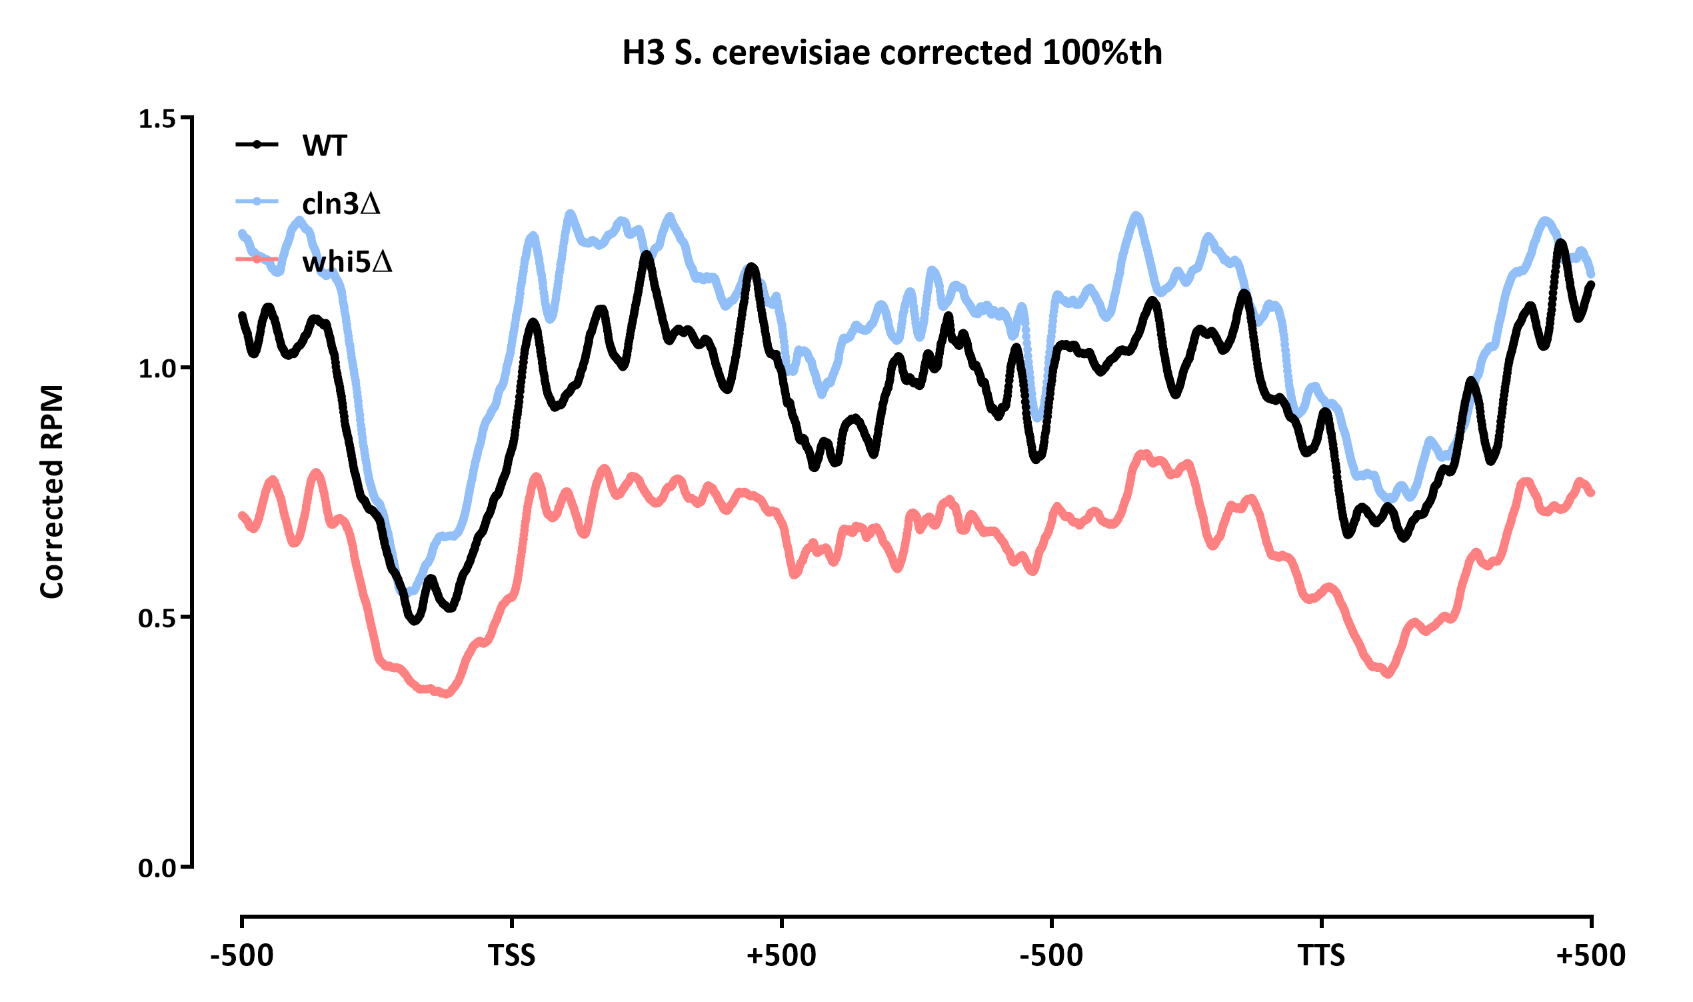 H3 S. cerevisiae corrected 100%th
1.5
WT
cln3Δ
whi5Δ
1.0
Corrected RPM
0.5
0.0
-500 TSS +500 -500 TTS +500